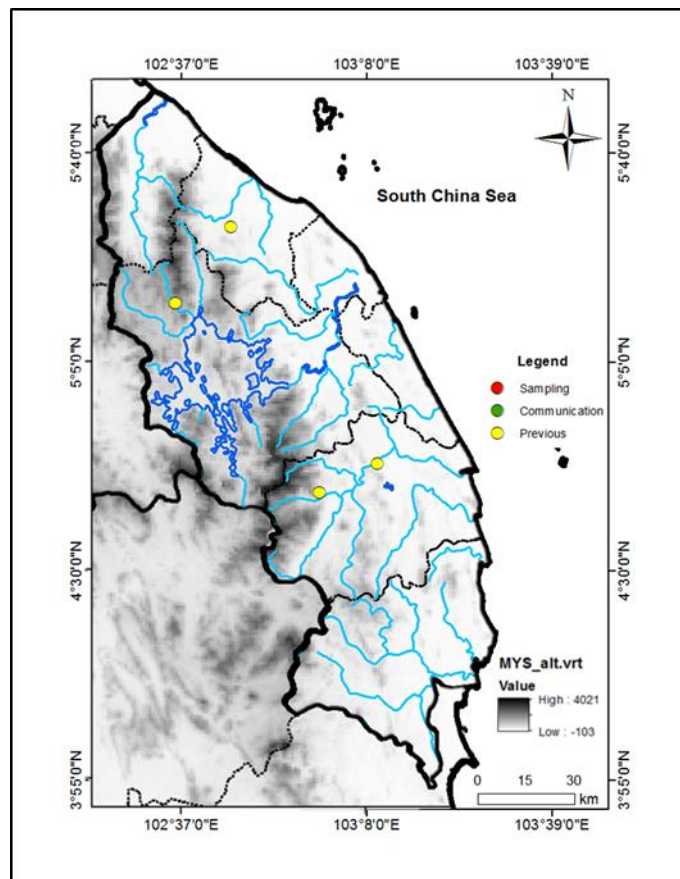 102°37'0"E 103°8'0"E 103°39'0"E
N
5°40'0"N 5°40'0"N
South China Sea
5°5'0"N 5°5'0"N
Legend
Sampling
Communication
Previous
4°30'0"N 4°30'0"N
MYS_alt.vrt
Value
High : 4021
Low : -103
3°55'0"N 3°55'0"N
0 15 30
km
102°37'0"E 103°8'0"E 103°39'0"E